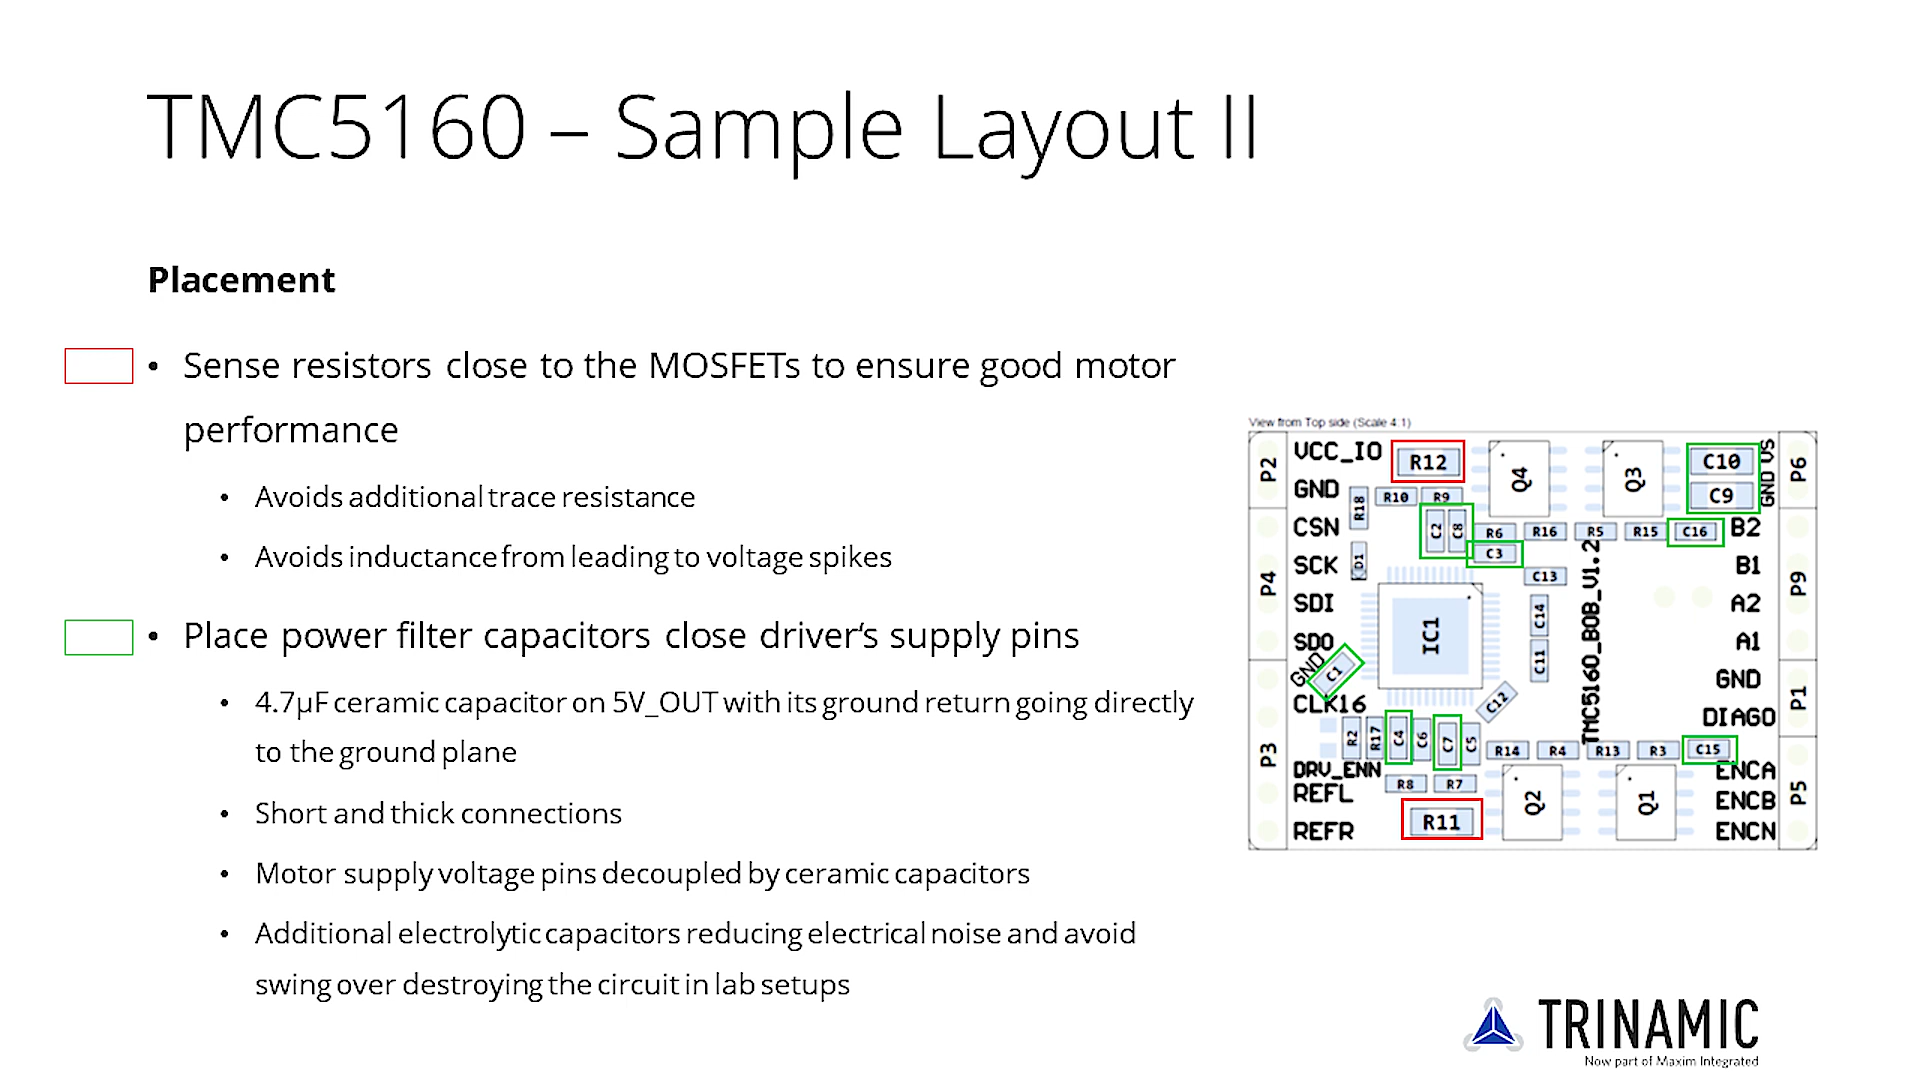 TMC5160 – Sample Layout II
Placement
• Sense resistors close to the MOSFETs to ensure good motor
performance
• Avoids additional trace resistance
• Avoids inductance from leading to voltage spikes
• Place power filter capacitors close driver‘s supply pins
• 4.7µF ceramic capacitor on 5V_OUT with its ground return going directly
to the ground plane
• Short and thick connections
• Motor supply voltage pins decoupled by ceramic capacitors
• Additional electrolytic capacitors reducing electrical noise and avoid
swing over destroying the circuit in lab setups
View from Top side (Scale 4:1)
P2
P4
P3
VCC_IO
GND
CSN
SCK
SDI
SDO
GND
CLK16
DRV_ENN
REFL
REFR
R12
R18
R10
R9
C2
C8
R6
R16
R5
R15
C16
C3
D1
C13
C14
C11
C12
IC1
C1
Q4
Q3
C10
C9
VS
GND
TMC5160_BOB_V1.2
R2
R17
C4
C6
C7
C5
R14
R4
R13
R3
C15
R8
R7
R11
Q2
Q1
B2
B1
A2
A1
GND
DIAG0
ENCA
ENCB
ENCN
P6
P9
P1
P5
TRINAMIC
Now part of Maxim Integrated